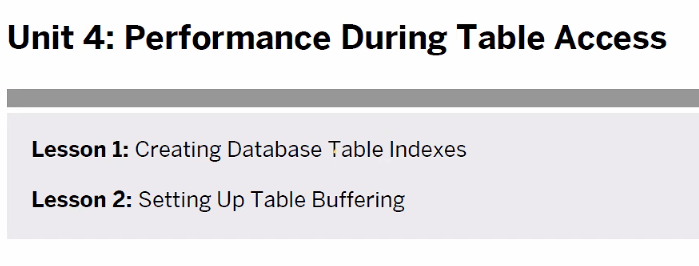 Unit 4: Performance During Table Access
Lesson 1: Creating Database Table Indexes
Lesson 2: Setting Up Table Buffering